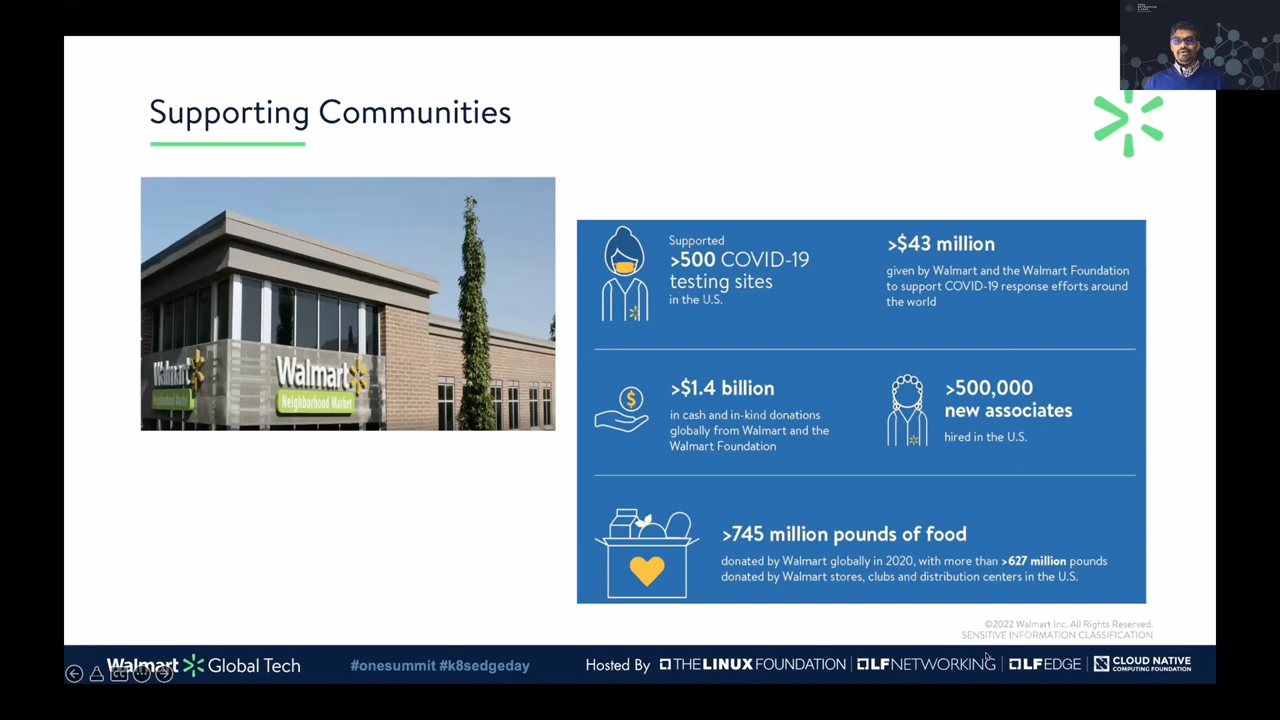 Supporting Communities
Walmart
Neighborhood Market
Walmart
Neighborhood Market
Supported
>500 COVID-19
testing sites
in the U.S.
>$43 million
given by Walmart and the Walmart Foundation
to support COVID-19 response efforts around
the world
>$1.4 billion
in cash and in-kind donations
globally from Walmart and the
Walmart Foundation
>500,000
new associates
hired in the U.S.
>745 million pounds of food
donated by Walmart globally in 2020, with more than >627 million pounds
donated by Walmart stores, clubs and distribution centers in the U.S.
©2022 Walmart Inc. All Rights Reserved.
SENSITIVE INFORMATION CLASSIFICATION
Walmart Global Tech
#onesummit #k8sedgeday
Hosted By THE LINUX FOUNDATION | LF NETWORKING | LF EDGE | CLOUD NATIVE
COMPUTING FOUNDATION